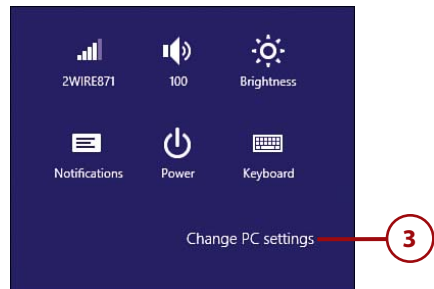 2WIRE871 100 Brightness
Notifications Power Keyboard
Change PC settings 3